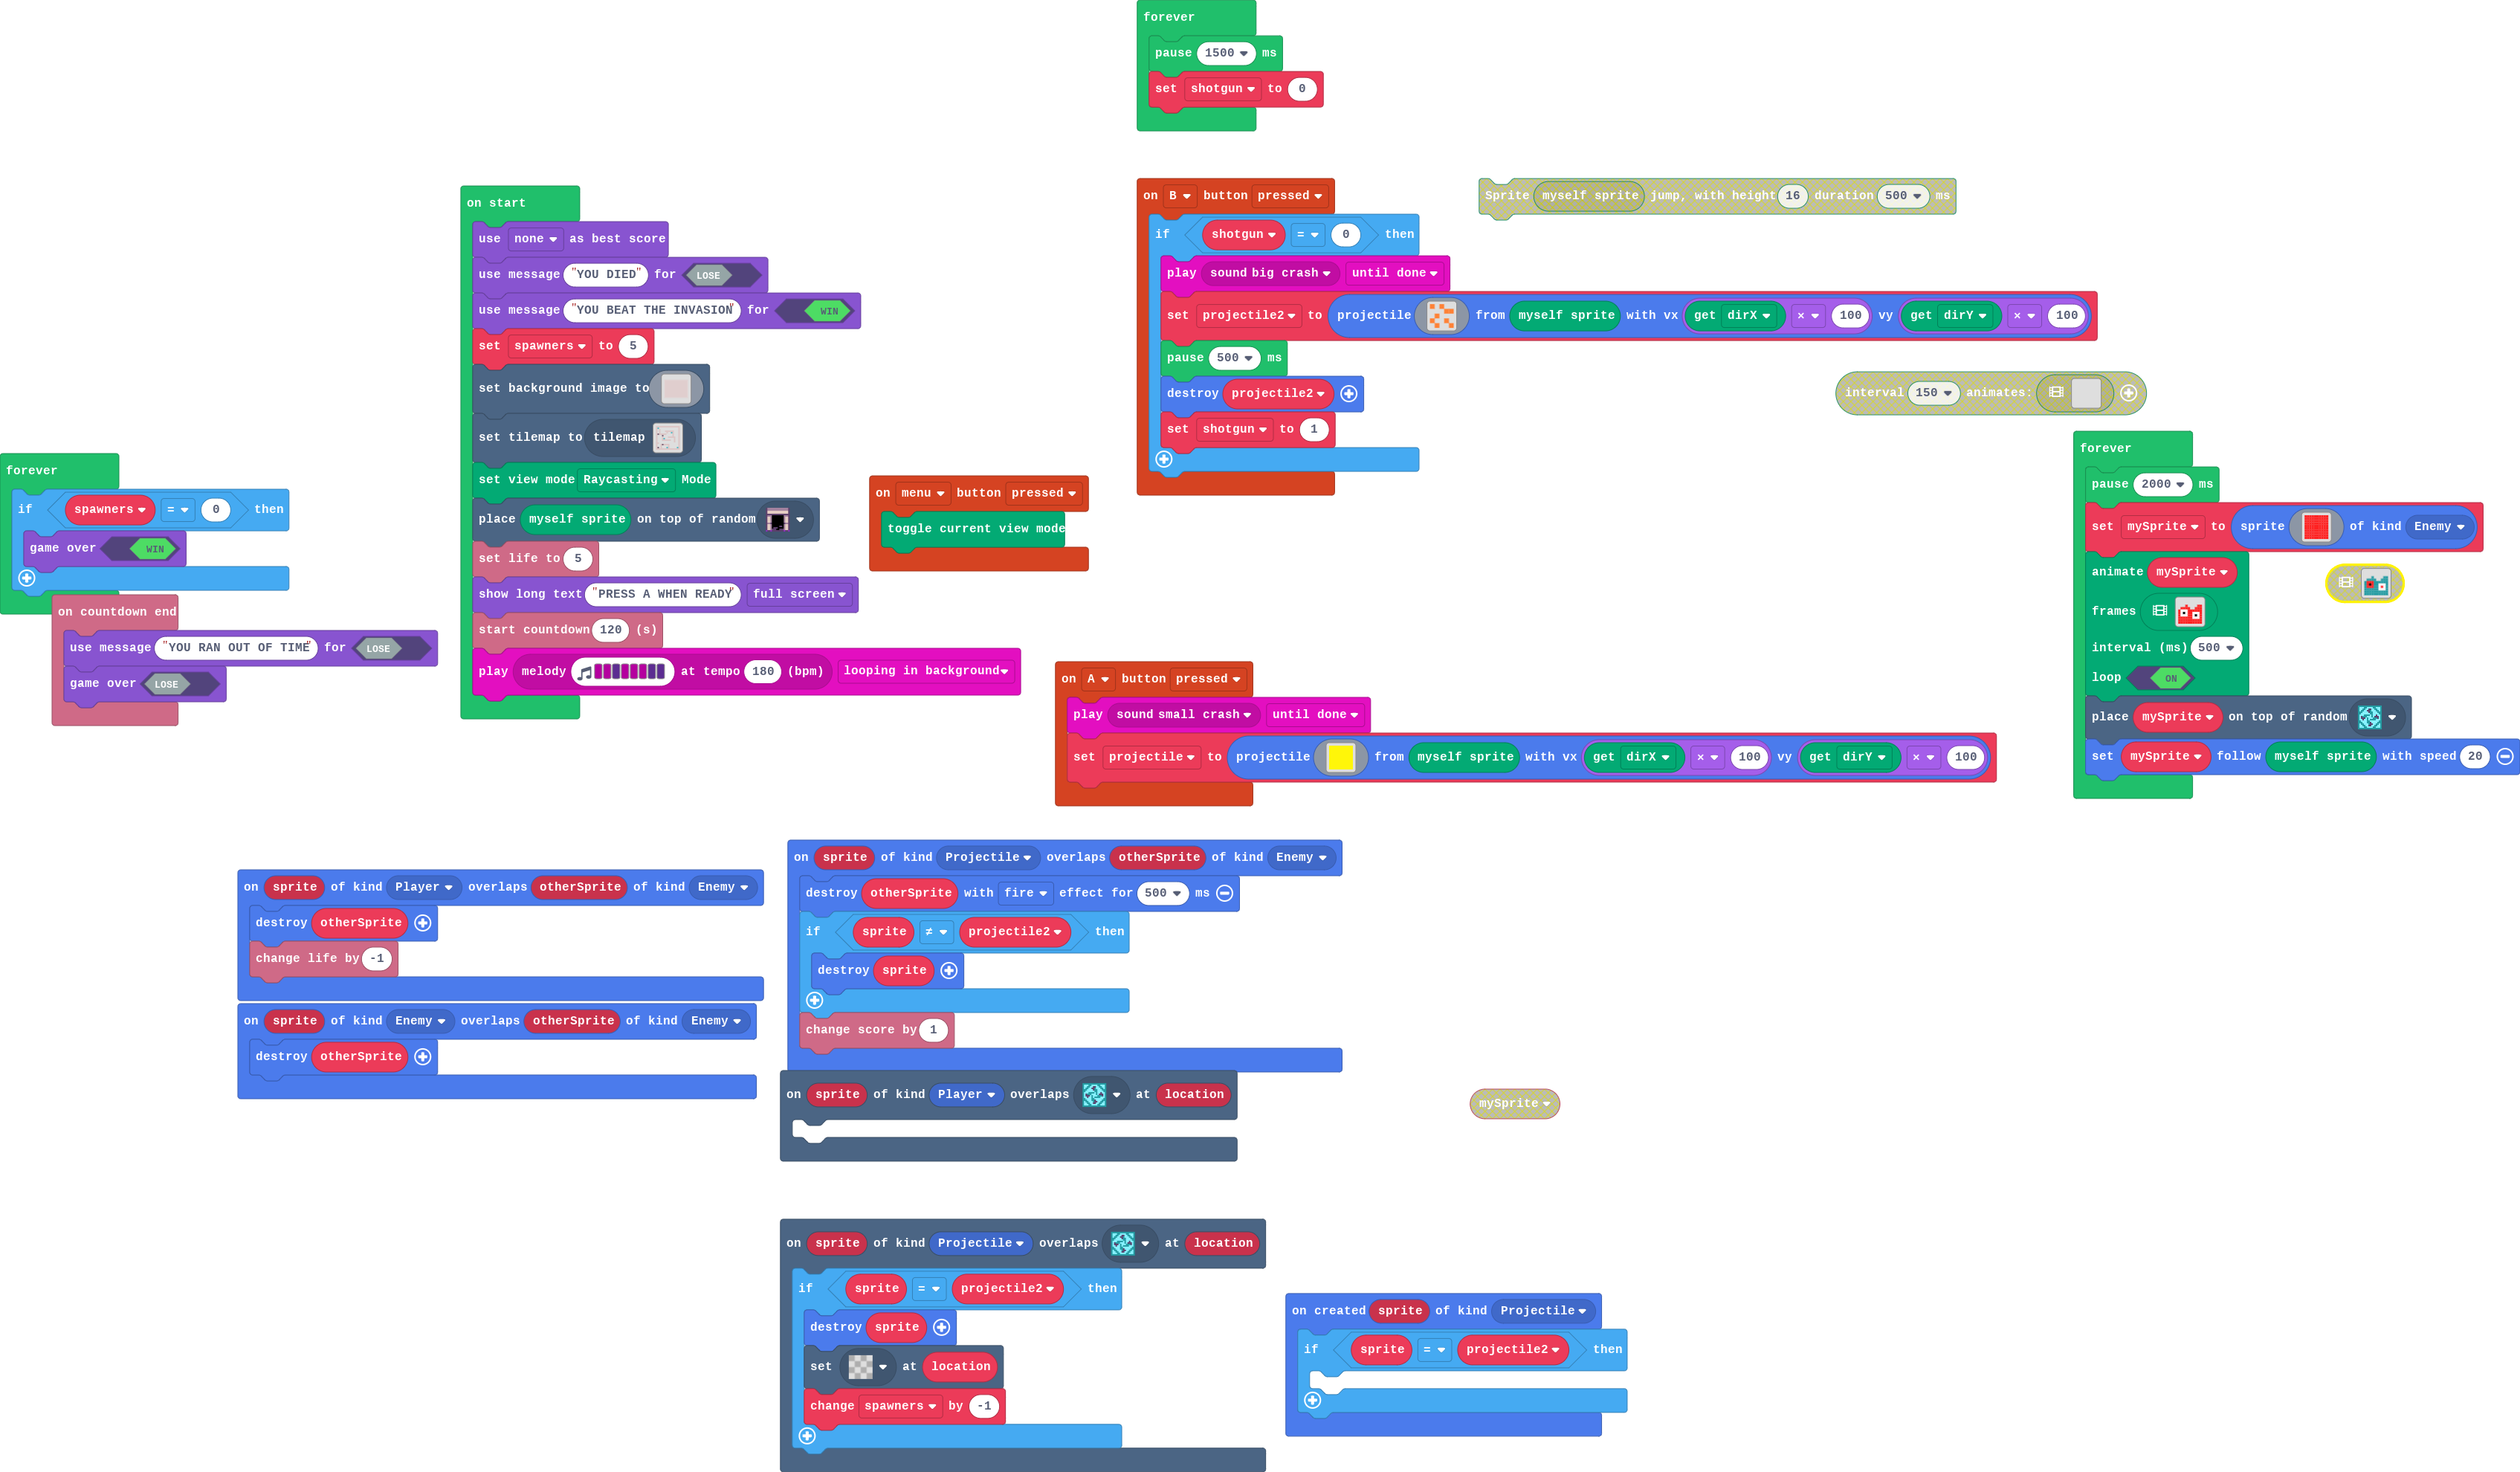 forever
pause 1500 ms
set shotgun to 0
on start
use none as best score
use message "YOU DIED" for LOSE
use message "YOU BEAT THE INVASION" for WIN
set spawners to 5
set background image to
set tilemap to tilemap
set view mode Raycasting Mode
place myself sprite on top of random
set life to 5
show long text "PRESS A WHEN READY" full screen
start countdown 120 (s)
play melody at tempo 180 (bpm) looping in background
on B button pressed
if shotgun = 0 then
play sound big crash until done
set projectile2 to projectile from myself sprite with vx get dirX × 100 vy get dirY × 100
pause 500 ms
destroy projectile2
set shotgun to 1
Sprite myself sprite jump, with height 16 duration 500 ms
interval 150 animates:
forever
if spawners = 0 then
game over WIN
on countdown end
use message "YOU RAN OUT OF TIME" for LOSE
game over LOSE
on menu button pressed
toggle current view mode
forever
pause 2000 ms
set mySprite to sprite of kind Enemy
animate mySprite
frames
interval (ms) 500
loop ON
place mySprite on top of random
set mySprite follow myself sprite with speed 20
on A button pressed
play sound small crash until done
set projectile to projectile from myself sprite with vx get dirX × 100 vy get dirY × 100
on sprite of kind Player overlaps otherSprite of kind Enemy
destroy otherSprite
change life by -1
on sprite of kind Enemy overlaps otherSprite of kind Enemy
destroy otherSprite
on sprite of kind Projectile overlaps otherSprite of kind Enemy
destroy otherSprite with fire effect for 500 ms
if sprite ≠ projectile2 then
destroy sprite
change score by 1
on sprite of kind Player overlaps at location
mySprite
on sprite of kind Projectile overlaps at location
if sprite = projectile2 then
destroy sprite
set at location
change spawners by -1
on created sprite of kind Projectile
if sprite = projectile2 then